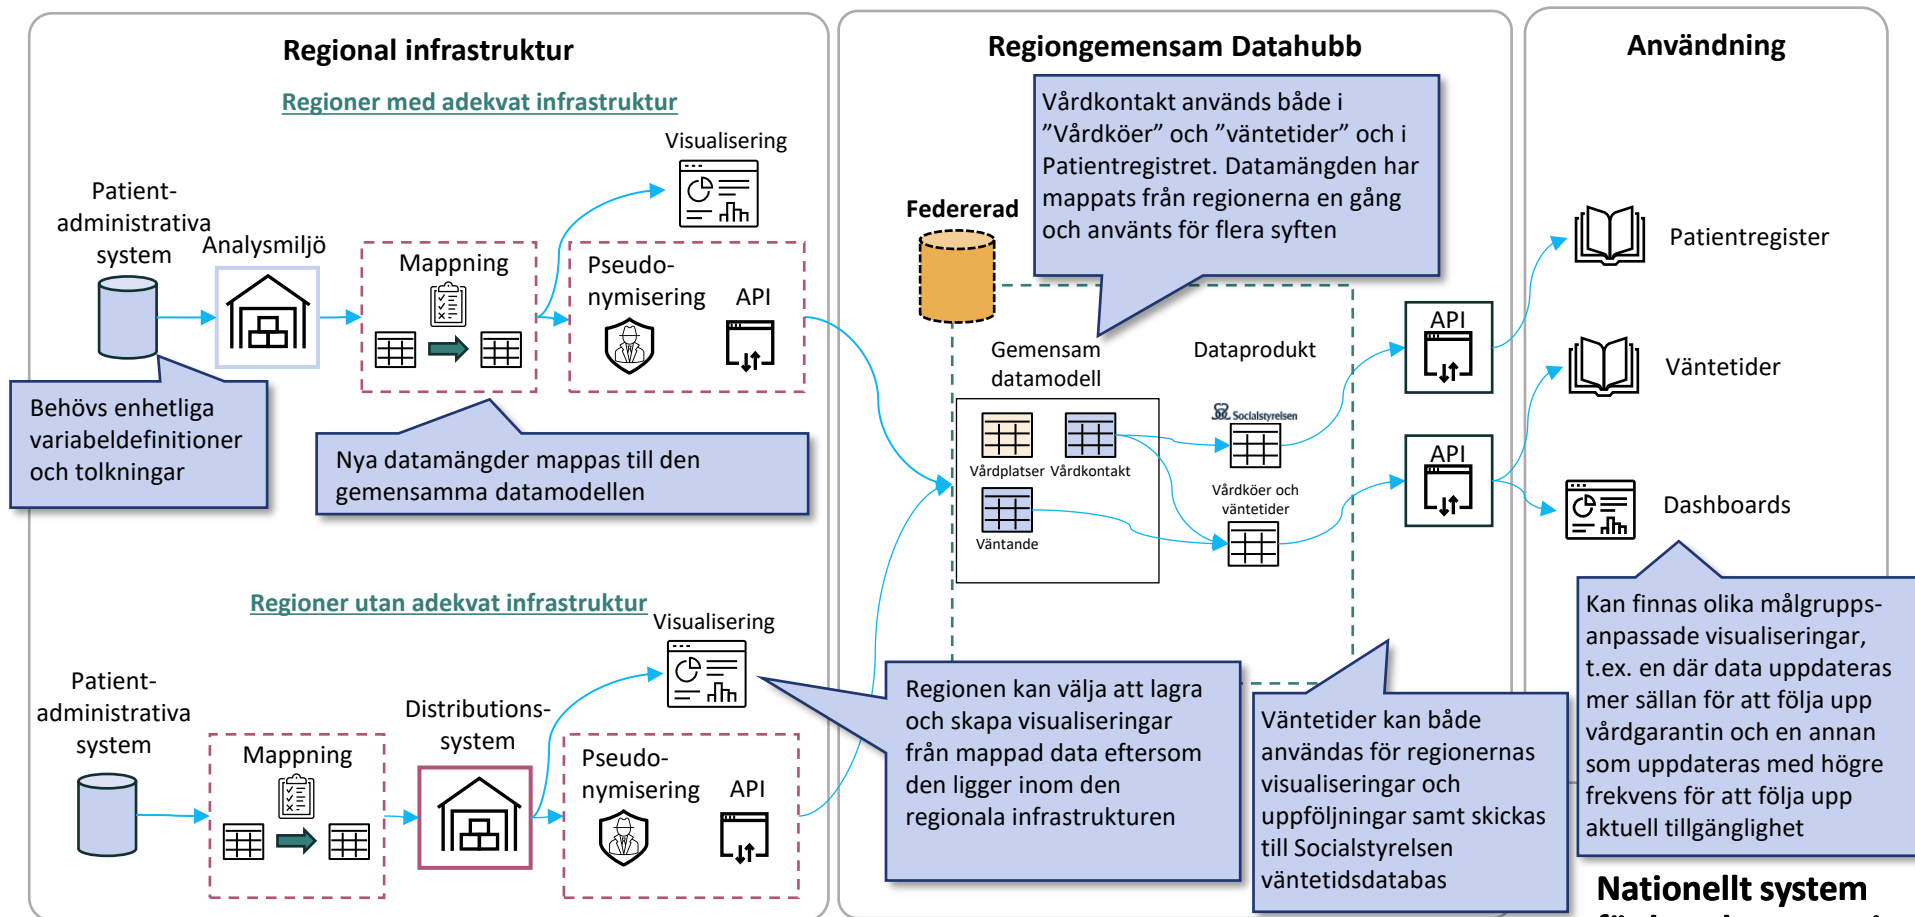 Regional infrastruktur
Regioner med adekvat infrastruktur
Visualisering
Patient-
administrativa
system
Analysmiljö
Mappning
Pseudo-
nymisering
API
Behövs enhetliga
variabeldefinitioner
och tolkningar
Nya datamängder mappas till den
gemensamma datamodellen
Regioner utan adekvat infrastruktur
Visualisering
Patient-
administrativa
system
Mappning
Distributions-
system
Pseudo-
nymisering
API
Regionen kan välja att lagra
och skapa visualiseringar
från mappad data eftersom
den ligger inom den
regionala infrastrukturen
Regiongemensam Datahubb
Vårdkontakt används både i
”Vårdköer” och ”väntetider” och i
Patientregistret. Datamängden har
mappats från regionerna en gång
och använts för flera syften
Federerad
Gemensam
datamodell
Dataprodukt
Vårdplatser
Vårdkontakt
Väntande
Socialstyrelsen
Vårdköer och
väntetider
API
API
Väntetider kan både
användas för regionernas
visualiseringar och
uppföljningar samt skickas
till Socialstyrelsen
väntetidsdatabas
Användning
Patientregister
Väntetider
Dashboards
Kan finnas olika målgrupps-
anpassade visualiseringar,
t.ex. en där data uppdateras
mer sällan för att följa upp
vårdgarantin och en annan
som uppdateras med högre
frekvens för att följa upp
aktuell tillgänglighet
Nationellt system